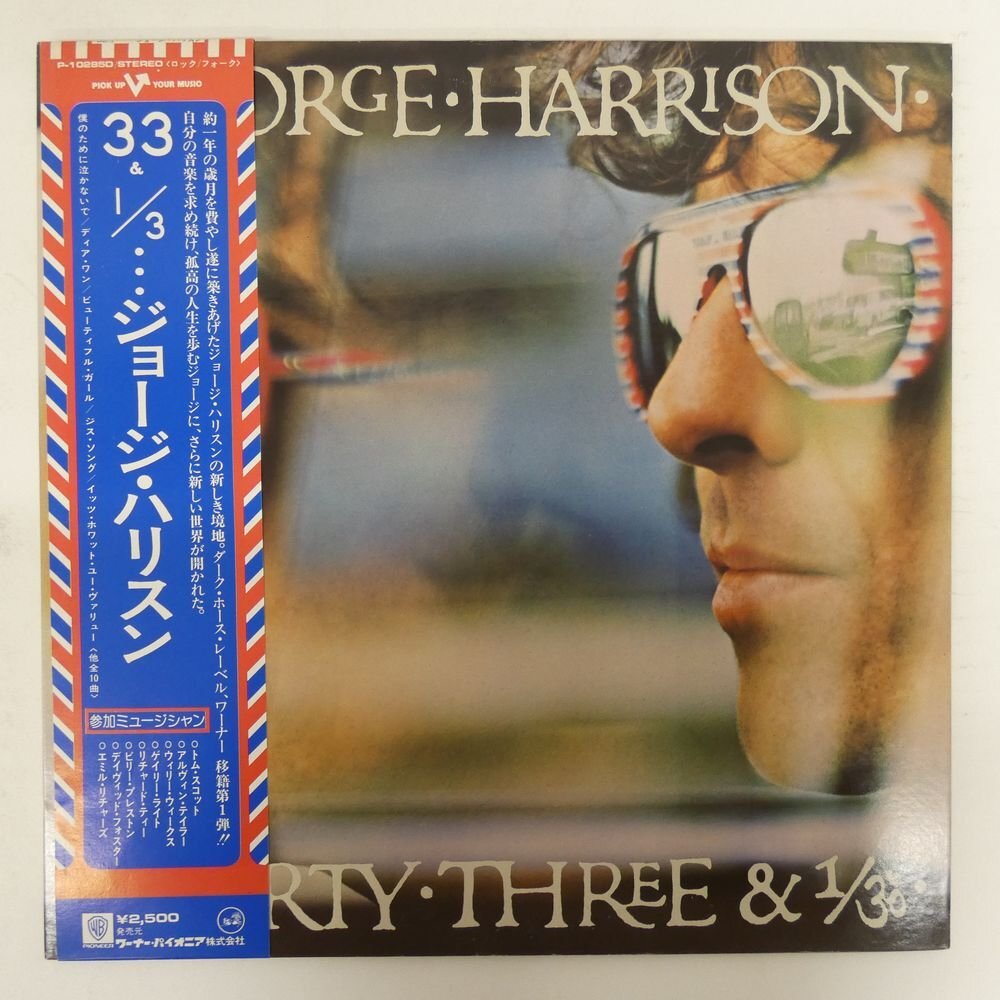 P-10285D/STEREO〈ロック/フォーク〉
PICK UP YOUR MUSIC
33
&
1/3…ジョージ・ハリスン
約一年の歳月を費やし遂に築きあげたジョージ・ハリスンの新しき境地。ダーク・ホース・レーベル、ワーナー移籍第1弾!!
自分の音楽を求め続け、孤高の人生を歩むジョージに、さらに新しい世界が開かれた。
僕のために泣かないで/ディア・ワン/ビューティフル・ガール/ジス・ソング/イッツ・ホワット・ユー・ヴァリュー〈他全10曲〉
参加ミュージシャン
○トム・スコット
○アルヴィン・テイラー
○ウィリー・ウィークス
○ゲイリー・ライト
○リチャード・ティー
○ビリー・プレストン
○デイヴィッド・フォスター
○エミル・リチャーズ
WB
PIONEER
¥2,500
発売元
ワーナー・パイオニア株式会社
ORGE·HARRISON·
RTY·THREE & 1/3·